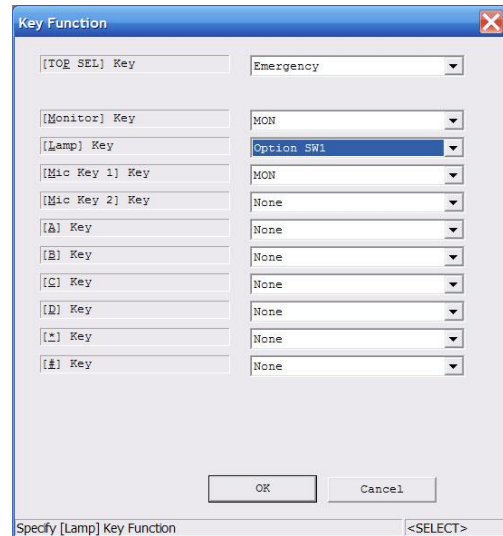 Key Function
[TOP SEL] Key Emergency
[Monitor] Key MON
[Lamp] Key Option SW1
[Mic Key 1] Key MON
[Mic Key 2] Key None
[A] Key None
[B] Key None
[C] Key None
[D] Key None
[*] Key None
[#] Key None
OK Cancel
Specify [Lamp] Key Function <SELECT>